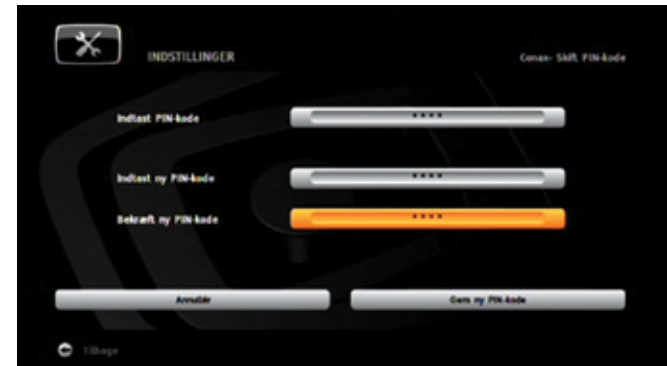 INDSTILLINGER
Conax- Skift PIN-kode
Indtast PIN-kode
****
Indtast ny PIN-kode
****
Bekræft ny PIN-kode
****
Annullér
Gem ny PIN-kode
Tilbage